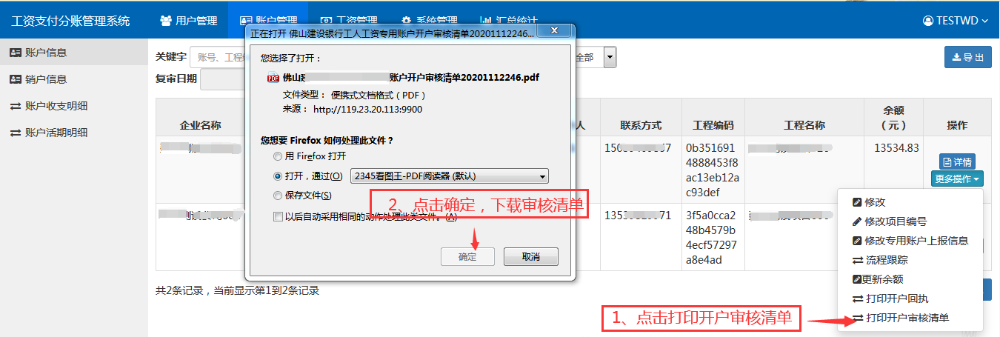 工资支付分账管理系统
用户管理
账户管理
工资管理
系统管理
汇总统计
TESTWD
账户信息
销户信息
账户收支明细
账户活期明细
关键字
账号、工程编
全部
导出
复审日期
企业名称
人
联系方式
工程编码
工程名称
余额
（元）
操作
0b351691
4888453f8
ac13eb12a
c93def
13534.83
详情
更多操作
3f5a0cca2
48b4579b
4ecf57297
a8e4ad
共2条记录，当前显示第1到2条记录
正在打开 佛山建设银行工人工资专用账户开户审核清单20201112246...
您选择了打开：
佛山建 账户开户审核清单20201112246.pdf
文件类型： 便携式文档格式（PDF）
来源： http://119.23.20.113:9900
您想要 Firefox 如何处理此文件？
用 Firefox 打开
打开，通过(O)
2345看图王-PDF阅读器 (默认)
保存文件(S)
以后自动采用相同的动作处理此类文件。(A)
2、点击确定，下载审核清单
确定
取消
修改
修改项目编号
修改专用账户上报信息
流程跟踪
更新余额
打印开户回执
打印开户审核清单
1、点击打印开户审核清单